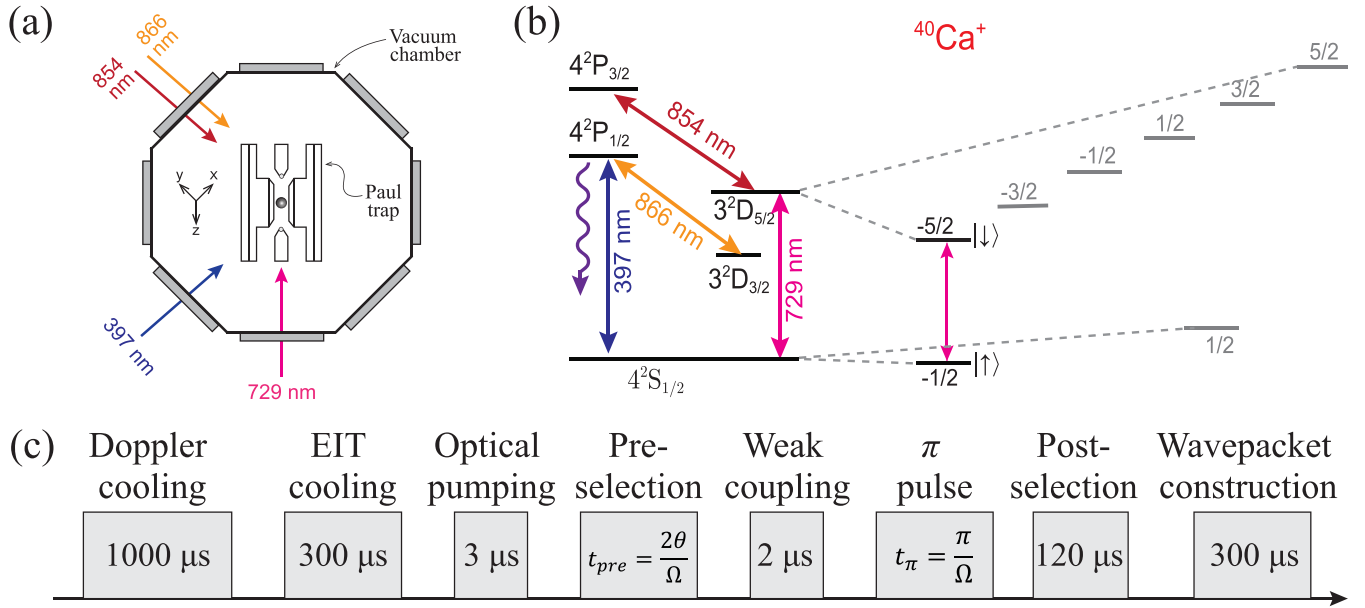 (a)
866
nm
854
nm
Vacuum
chamber
y
x
z
Paul
trap
397 nm
729 nm
(b)
⁴⁰Ca⁺
4²P₃/₂
4²P₁/₂
854 nm
866 nm
397 nm
729 nm
3²D₅/₂
3²D₃/₂
4²S₁/₂
5/2
3/2
1/2
-1/2
-3/2
-5/2
|↓⟩
1/2
-1/2
|↑⟩
(c)
Doppler
cooling
1000 μs
EIT
cooling
300 μs
Optical
pumping
3 μs
Pre-
selection
t_pre = 2θ/Ω
Weak
coupling
2 μs
π
pulse
t_π = π/Ω
Post-
selection
120 μs
Wavepacket
construction
300 μs